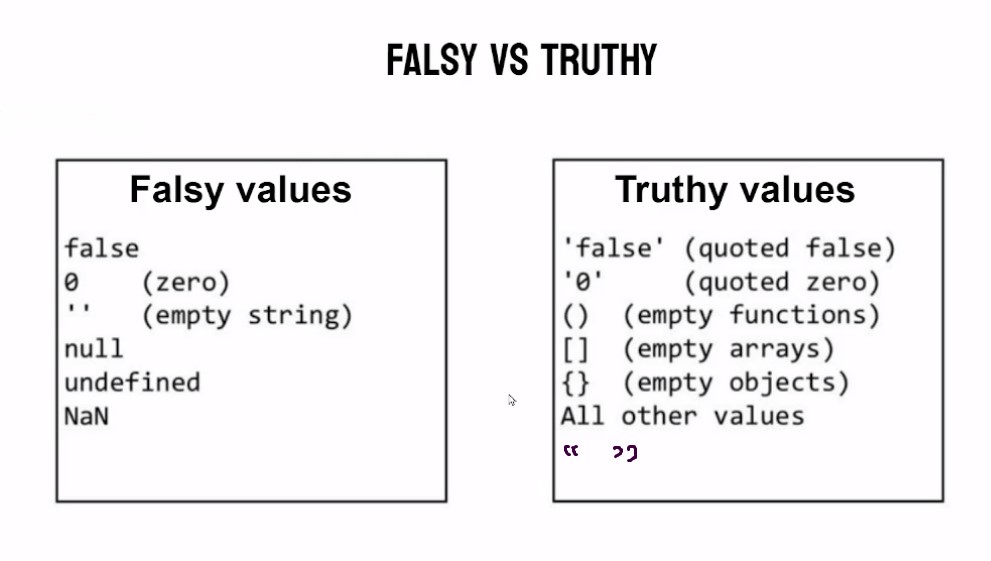 FALSY VS TRUTHY
Falsy values
false
0    (zero)
''   (empty string)
null
undefined
NaN
Truthy values
'false' (quoted false)
'0'     (quoted zero)
()  (empty functions)
[]  (empty arrays)
{}  (empty objects)
All other values
“  ”